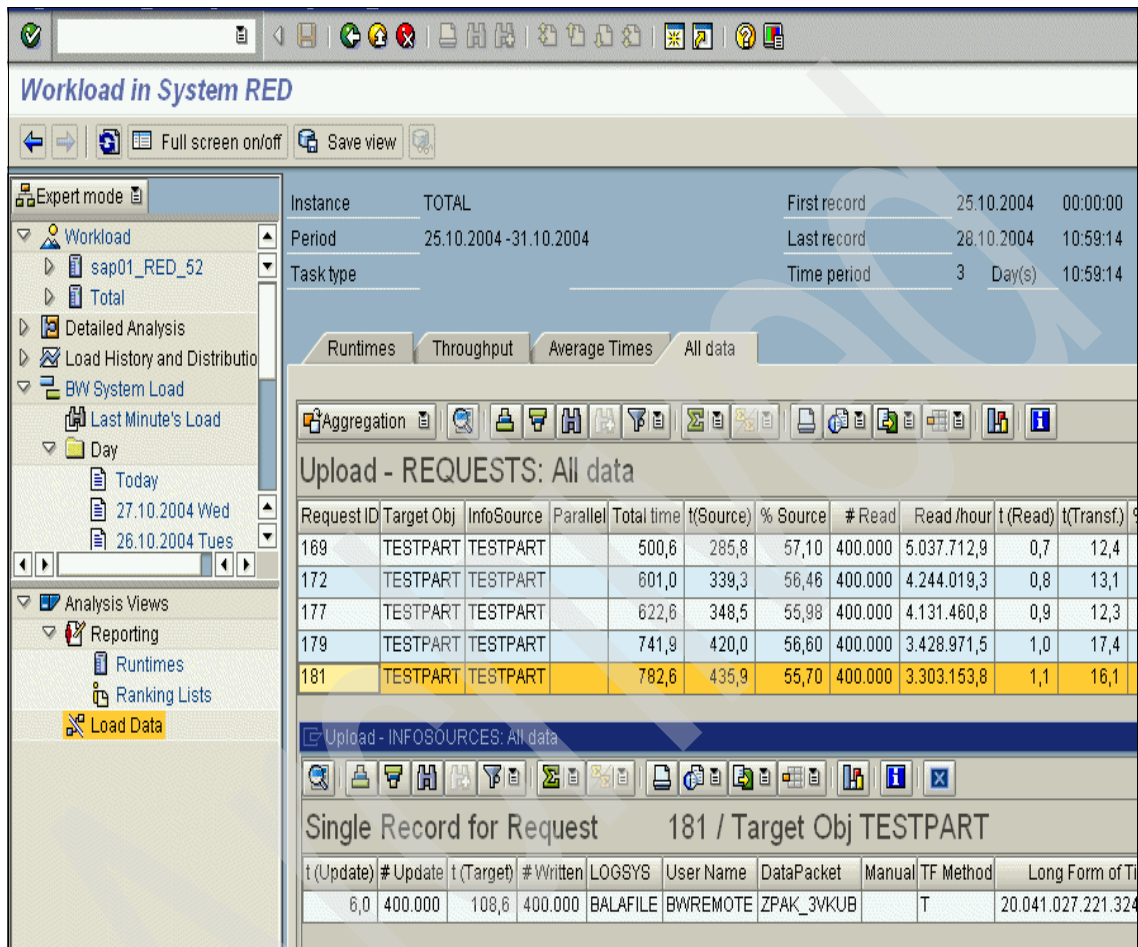 Workload in System RED
Full screen on/off Save view
Expert mode
Workload
sap01_RED_52
Total
Detailed Analysis
Load History and Distributio
BW System Load
Last Minute's Load
Day
Today
27.10.2004 Wed
26.10.2004 Tues
Analysis Views
Reporting
Runtimes
Ranking Lists
Load Data
Instance TOTAL First record 25.10.2004 00:00:00
Period 25.10.2004 -31.10.2004 Last record 28.10.2004 10:59:14
Task type Time period 3 Day(s) 10:59:14
Runtimes Throughput Average Times All data
Aggregation
Upload - REQUESTS: All data
Request ID Target Obj InfoSource Parallel Total time t(Source) % Source # Read Read /hour t (Read) t(Transf.) %
169 TESTPART TESTPART 500,6 285,8 57,10 400.000 5.037.712,9 0,7 12,4
172 TESTPART TESTPART 601,0 339,3 56,46 400.000 4.244.019,3 0,8 13,1
177 TESTPART TESTPART 622,6 348,5 55,98 400.000 4.131.460,8 0,9 12,3
179 TESTPART TESTPART 741,9 420,0 56,60 400.000 3.428.971,5 1,0 17,4
181 TESTPART TESTPART 782,6 435,9 55,70 400.000 3.303.153,8 1,1 16,1
Upload - INFOSOURCES: All data
Single Record for Request 181 / Target Obj TESTPART
t (Update) # Update t (Target) # Written LOGSYS User Name DataPacket Manual TF Method Long Form of Ti
6,0 400.000 108,6 400.000 BALAFILE BWREMOTE ZPAK_3VKUB T 20.041.027.221.324